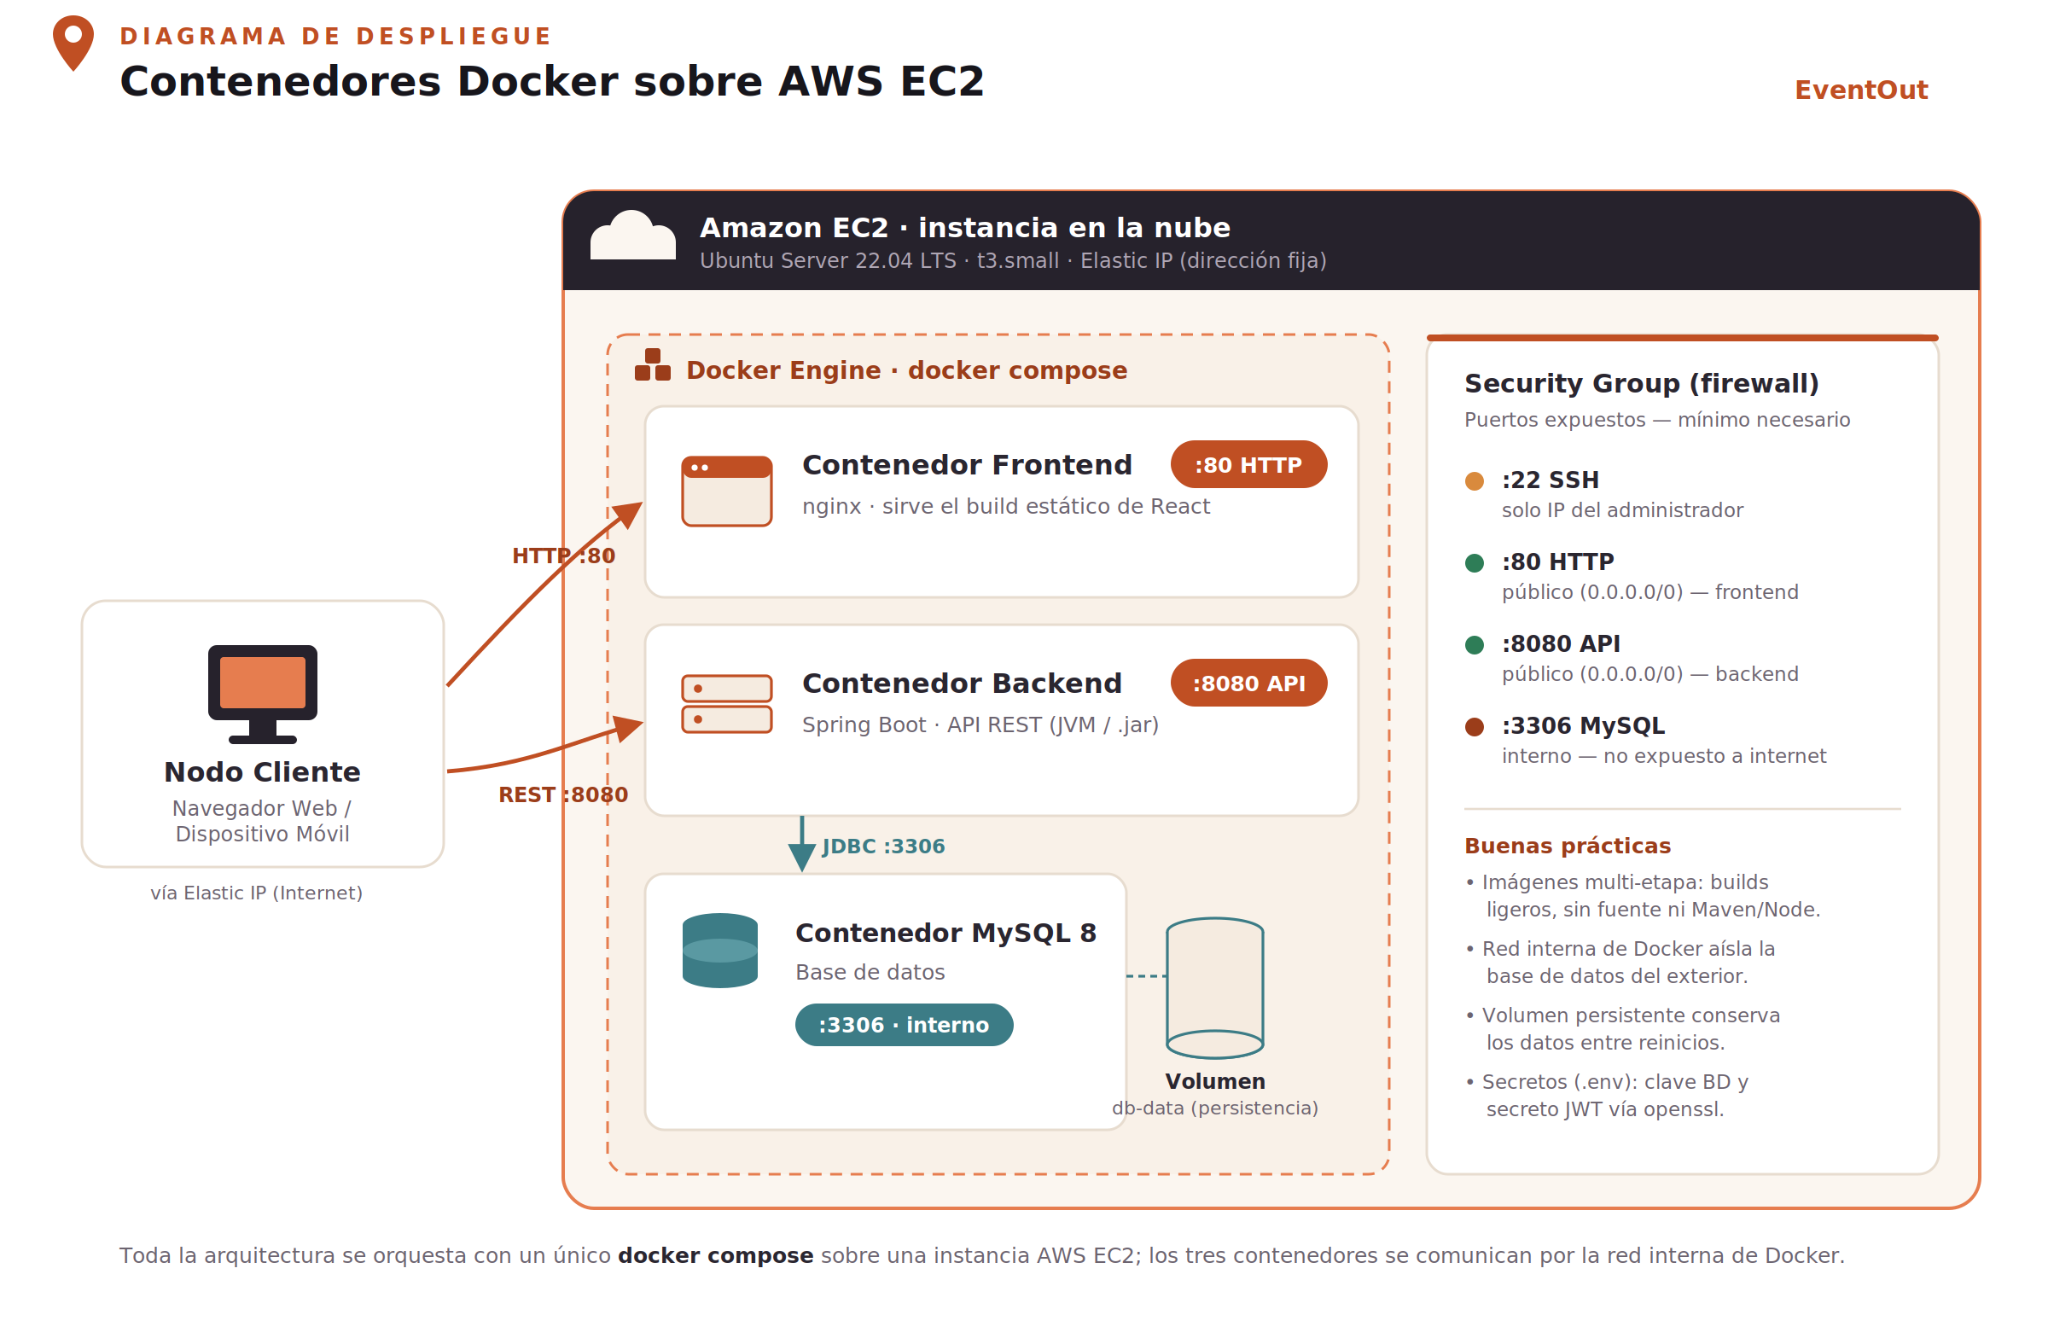 DIAGRAMA DE DESPLIEGUE
Contenedores Docker sobre AWS EC2
EventOut
Amazon EC2 · instancia en la nube
Ubuntu Server 22.04 LTS · t3.small · Elastic IP (dirección fija)
Docker Engine · docker compose
Contenedor Frontend
:80 HTTP
nginx · sirve el build estático de React
HTTP :80
Contenedor Backend
:8080 API
Spring Boot · API REST (JVM / .jar)
REST :8080
Nodo Cliente
Navegador Web /
Dispositivo Móvil
vía Elastic IP (Internet)
JDBC :3306
Contenedor MySQL 8
Base de datos
:3306 · interno
Volumen
db-data (persistencia)
Security Group (firewall)
Puertos expuestos — mínimo necesario
:22 SSH
solo IP del administrador
:80 HTTP
público (0.0.0.0/0) — frontend
:8080 API
público (0.0.0.0/0) — backend
:3306 MySQL
interno — no expuesto a internet
Buenas prácticas
• Imágenes multi-etapa: builds
ligeros, sin fuente ni Maven/Node.
• Red interna de Docker aísla la
base de datos del exterior.
• Volumen persistente conserva
los datos entre reinicios.
• Secretos (.env): clave BD y
secreto JWT vía openssl.
Toda la arquitectura se orquesta con un único docker compose sobre una instancia AWS EC2; los tres contenedores se comunican por la red interna de Docker.